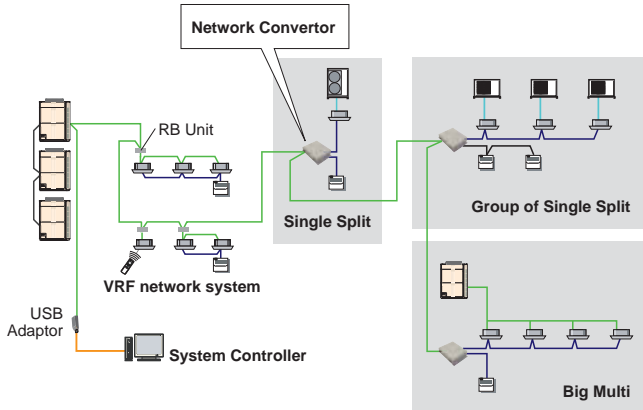 Network Convertor
RB Unit
Single Split
Group of Single Split
VRF network system
USB
Adaptor
System Controller
Big Multi